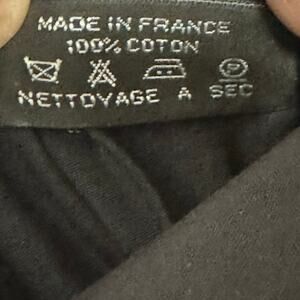 MADE IN FRANCE
100% COTON
P
NETTOYAGE A SEC